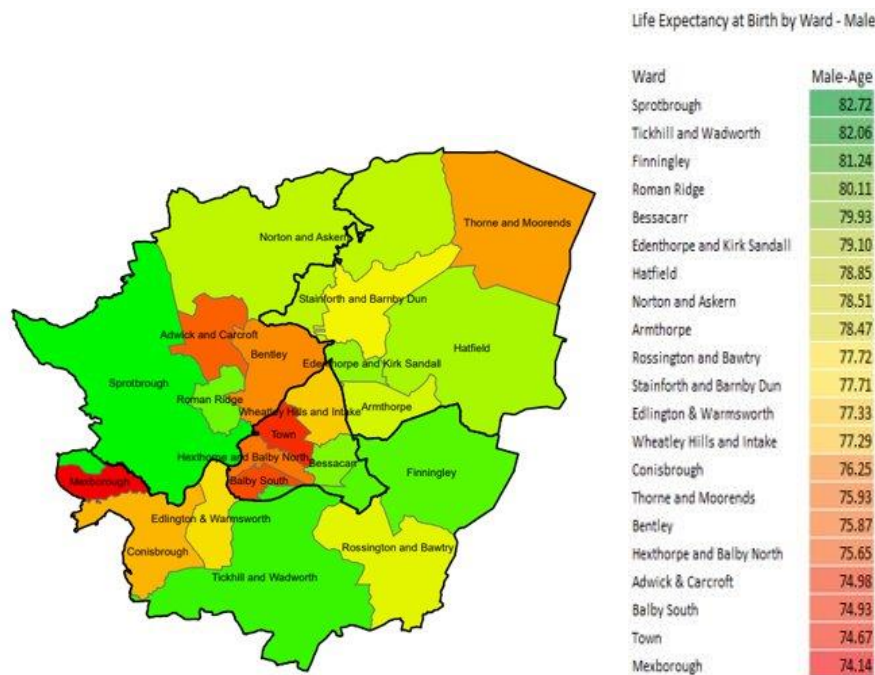 Life Expectancy at Birth by Ward - Male
Ward Male-Age
Sprotbrough 82.72
Tickhill and Wadworth 82.06
Finningley 81.24
Roman Ridge 80.11
Bessacarr 79.93
Edenthorpe and Kirk Sandall 79.10
Hatfield 78.85
Norton and Askern 78.51
Armthorpe 78.47
Rossington and Bawtry 77.72
Stainforth and Barnby Dun 77.71
Edlington & Warmsworth 77.33
Wheatley Hills and Intake 77.29
Conisbrough 76.25
Thorne and Moorends 75.93
Bentley 75.87
Hexthorpe and Balby North 75.65
Adwick & Carcroft 74.98
Balby South 74.93
Town 74.67
Mexborough 74.14
Thorne and Moorends
Norton and Askern
Stainforth and Barnby Dun
Adwick and Carcroft
Bentley
Hatfield
Edenthorpe and Kirk Sandall
Sprotbrough
Roman Ridge
Armthorpe
Wheatley Hills and Intake
Town
Hexthorpe and Balby North
Bessacarr
Finningley
Mexborough
Balby South
Edlington & Warmsworth
Rossington and Bawtry
Conisbrough
Tickhill and Wadworth